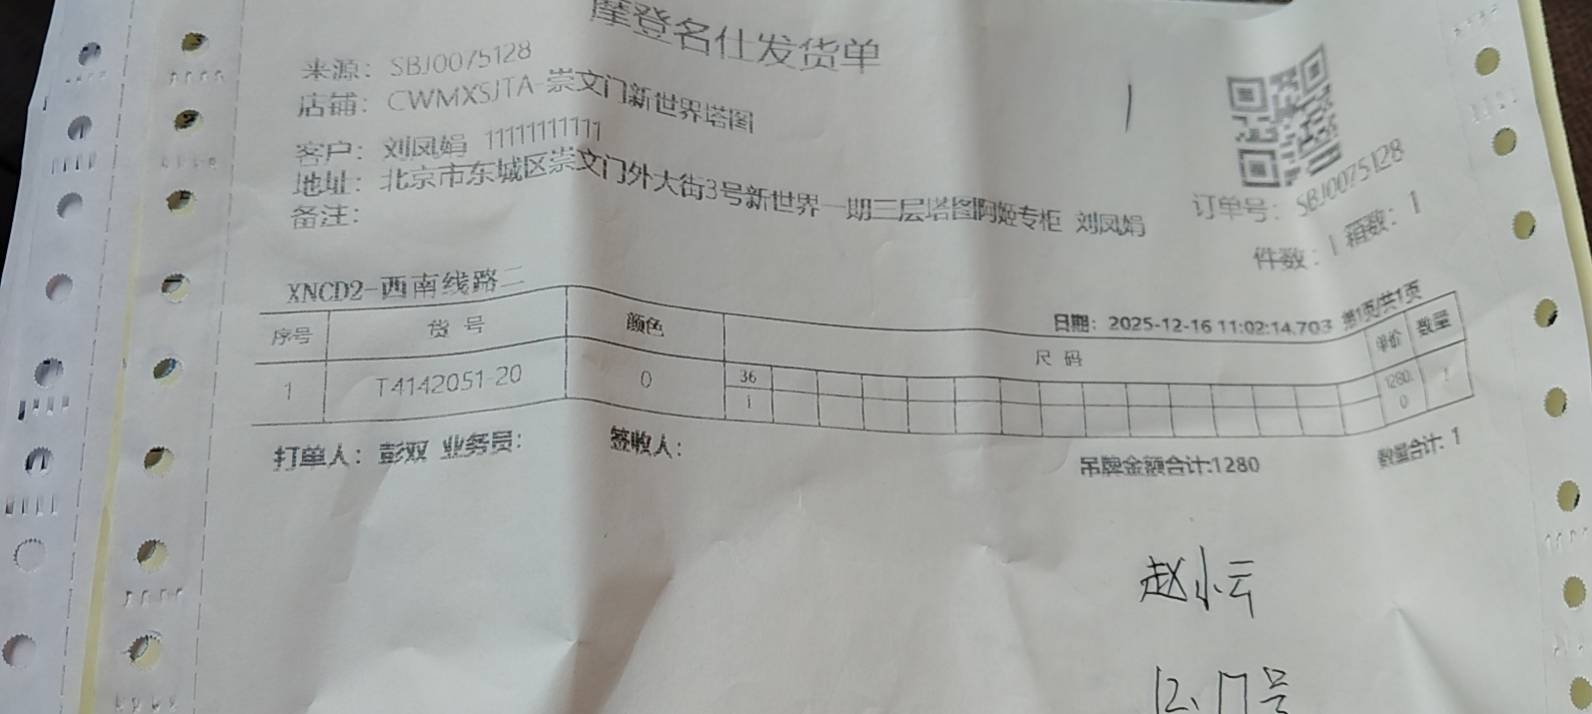 摩登名仕发货单
来源：SBJ0075128
店铺：CWMXSJTA-崇文门新世界塔图
客户：刘凤娟 11111111111
地址：北京市东城区崇文门外大街3号新世界一期三层塔图阿姬专柜 刘凤娟
备注：
订单号：SBJ0075128
件数：1 箱数：1
XNCD2-西南线路二
日期：2025-12-16 11:02:14.703 第1页/共1页
序号 货号 颜色 尺码 单价 数量
1 T4142051-20 0 36 1280. 1
1 0
打单人：彭双 业务员： 签收人： 吊牌金额合计:1280 数量合计: 1
赵小云
12.17号